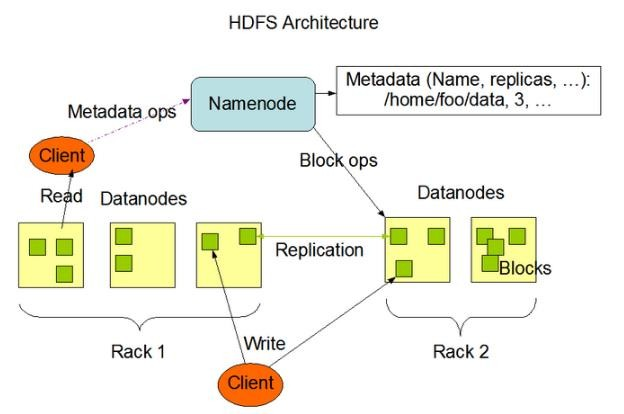 HDFS Architecture
Metadata (Name, replicas, …):
/home/foo/data, 3, …
Namenode
Metadata ops
Client
Block ops
Read
Datanodes
Datanodes
Replication
Blocks
Rack 1
Write
Rack 2
Client